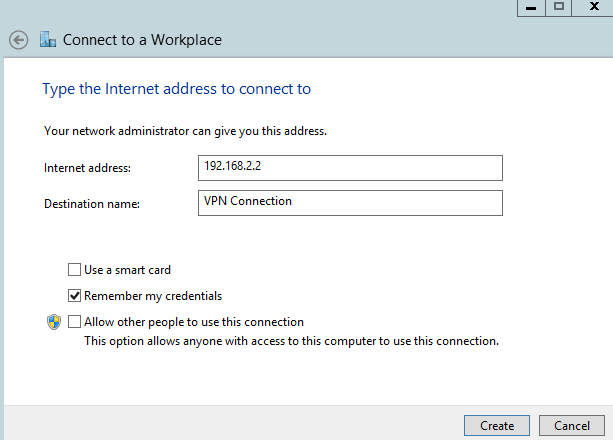 Connect to a Workplace
Type the Internet address to connect to
Your network administrator can give you this address.
Internet address: 192.168.2.2
Destination name: VPN Connection
Use a smart card
Remember my credentials
Allow other people to use this connection
This option allows anyone with access to this computer to use this connection.
Create Cancel